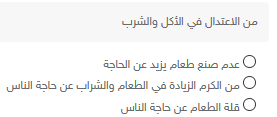 من الاعتدال في الأكل والشرب
عدم صنع طعام يزيد عن الحاجة
من الكرم الزيادة في الطعام والشراب عن حاجة الناس
قلة الطعام عن حاجة الناس